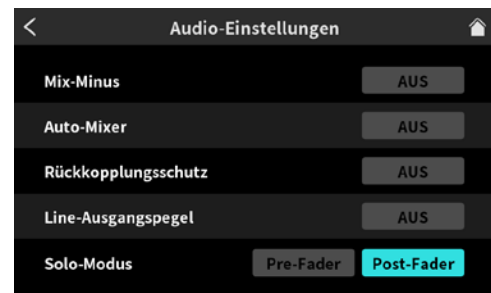 Audio-Einstellungen
Mix-Minus AUS
Auto-Mixer AUS
Rückkopplungsschutz AUS
Line-Ausgangspegel AUS
Solo-Modus Pre-Fader Post-Fader